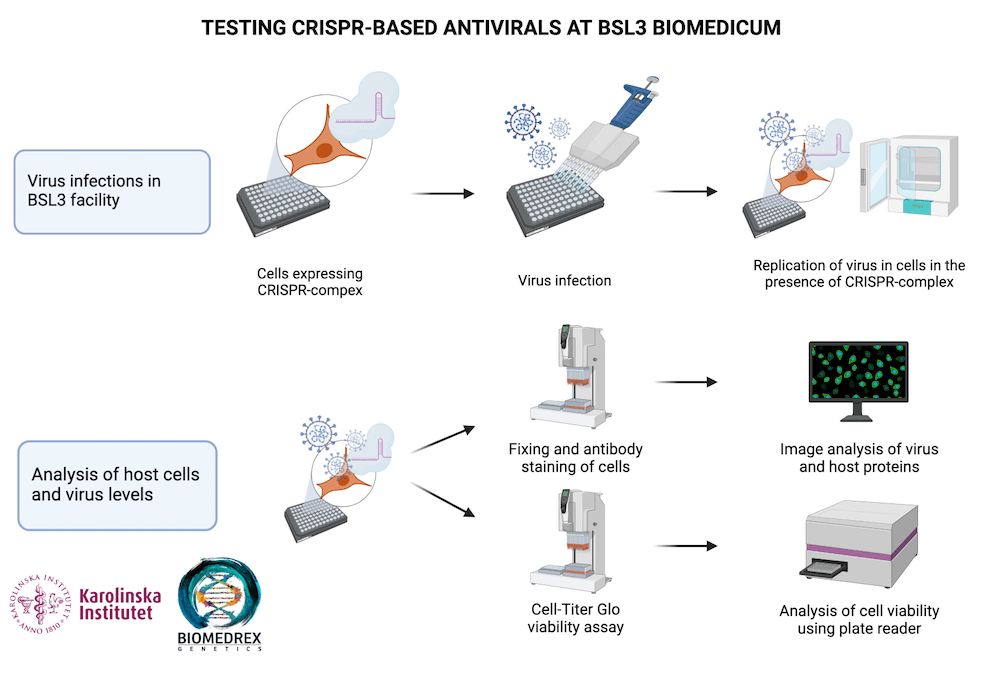 TESTING CRISPR-BASED ANTIVIRALS AT BSL3 BIOMEDICUM
Virus infections in
BSL3 facility
Cells expressing
CRISPR-compex
Virus infection
Replication of virus in cells in the
presence of CRISPR-complex
Analysis of host cells
and virus levels
Fixing and antibody
staining of cells
Image analysis of virus
and host proteins
Cell-Titer Glo
viability assay
Analysis of cell viability
using plate reader
KAROLINSKA INSTITUTET
ANNO 1810
Karolinska
Institutet
BIOMEDREX
GENETICS